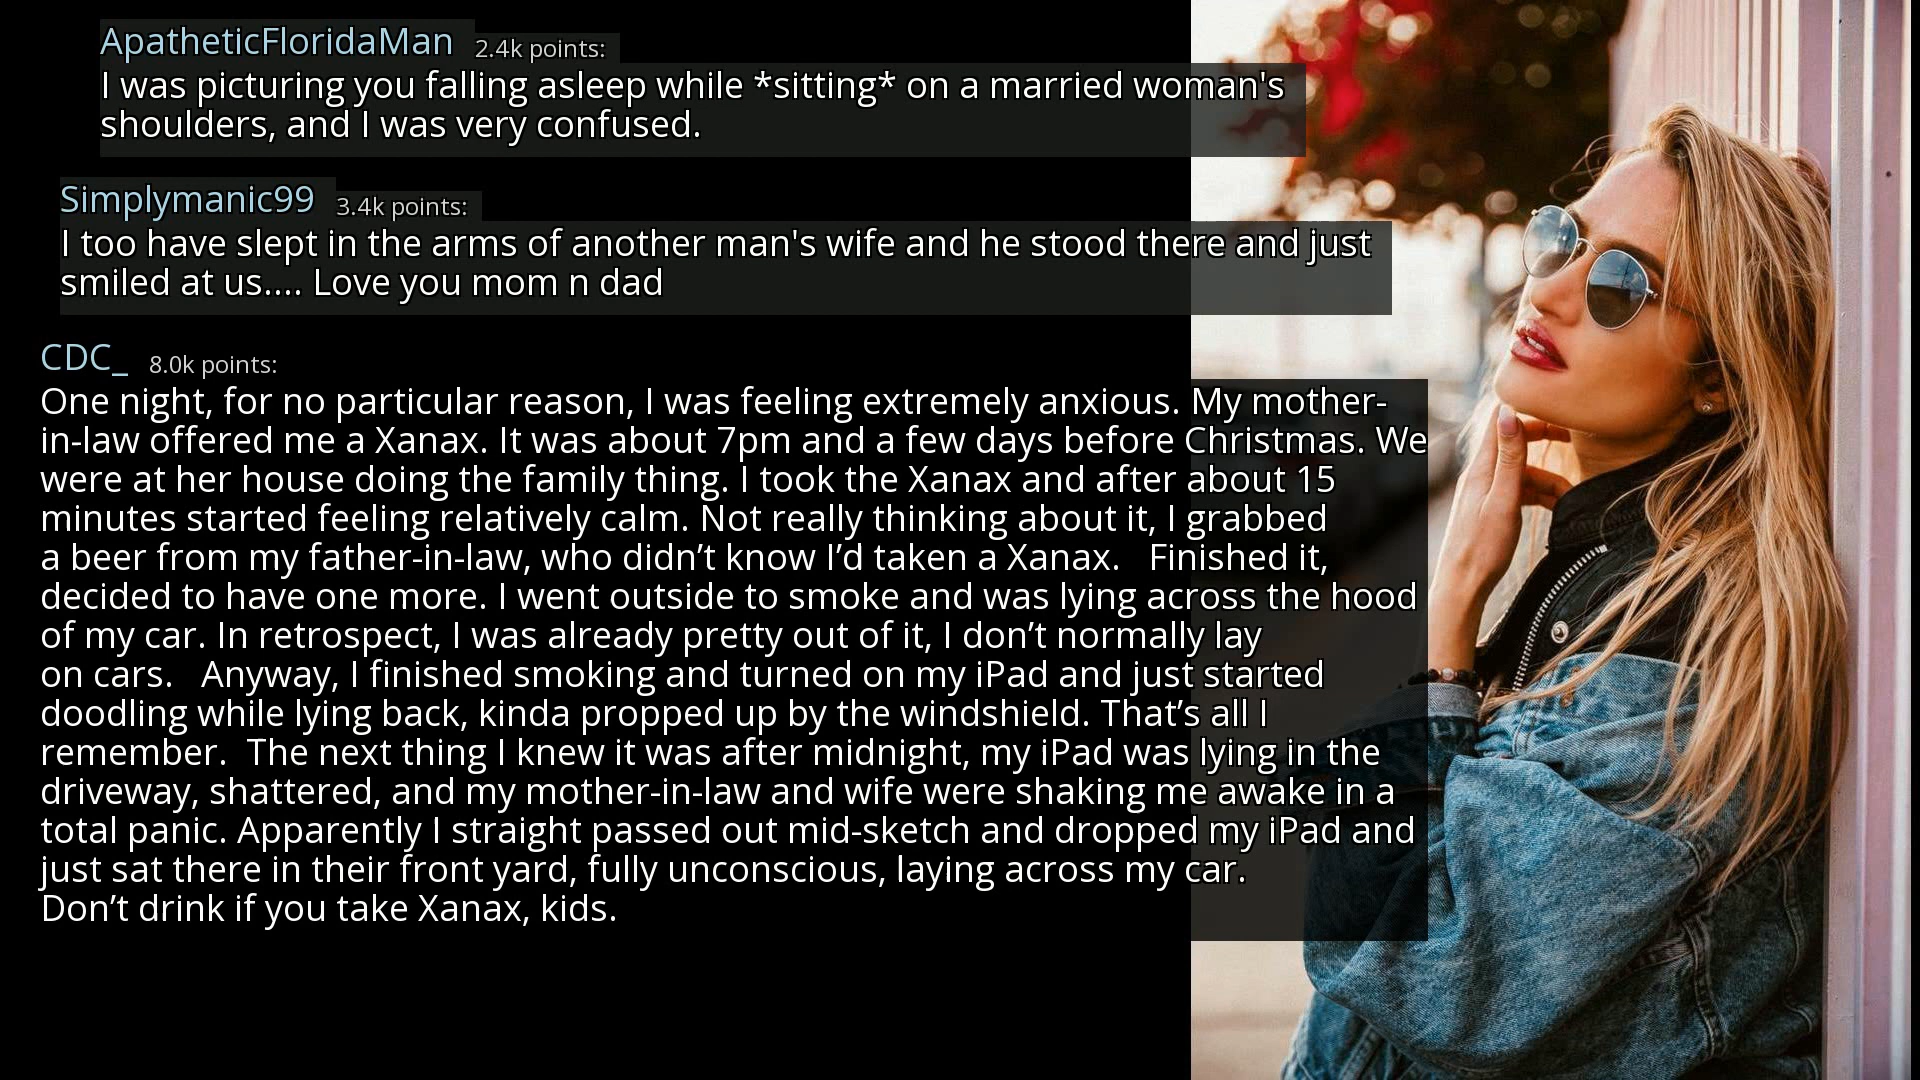 ApatheticFloridaMan 2.4k points:
I was picturing you falling asleep while *sitting* on a married woman's
shoulders, and I was very confused.
Simplymanic99 3.4k points:
I too have slept in the arms of another man's wife and he stood there and just
smiled at us.... Love you mom n dad
CDC_ 8.0k points:
One night, for no particular reason, I was feeling extremely anxious. My mother-
in-law offered me a Xanax. It was about 7pm and a few days before Christmas. We
were at her house doing the family thing. I took the Xanax and after about 15
minutes started feeling relatively calm. Not really thinking about it, I grabbed
a beer from my father-in-law, who didn’t know I’d taken a Xanax.   Finished it,
decided to have one more. I went outside to smoke and was lying across the hood
of my car. In retrospect, I was already pretty out of it, I don’t normally lay
on cars.   Anyway, I finished smoking and turned on my iPad and just started
doodling while lying back, kinda propped up by the windshield. That’s all I
remember.  The next thing I knew it was after midnight, my iPad was lying in the
driveway, shattered, and my mother-in-law and wife were shaking me awake in a
total panic. Apparently I straight passed out mid-sketch and dropped my iPad and
just sat there in their front yard, fully unconscious, laying across my car.
Don’t drink if you take Xanax, kids.